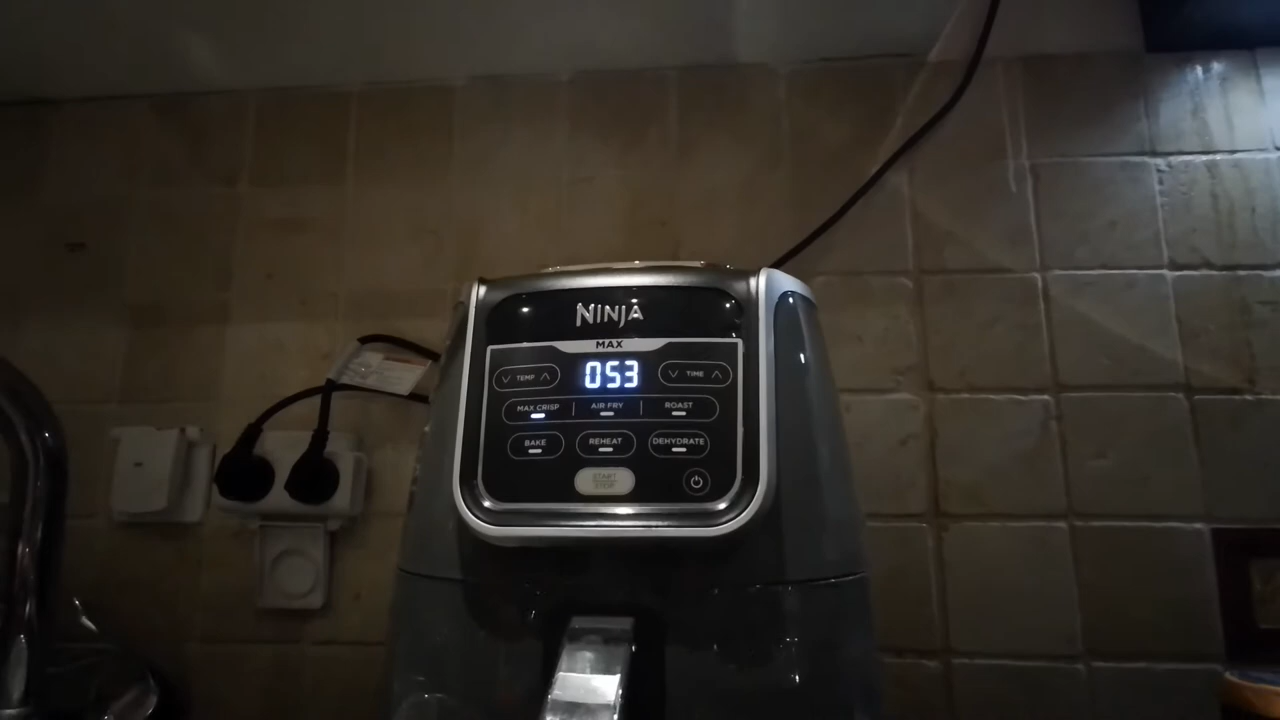 NINJA
MAX
TEMP 053 TIME
MAX CRISP AIR FRY ROAST
BAKE REHEAT DEHYDRATE
START
STOP